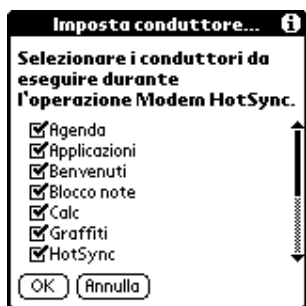 Imposta conduttore...
Selezionare i conduttori da
eseguire durante
l'operazione Modem HotSync.
Agenda
Applicazioni
Benvenuti
Blocco note
Calc
Graffiti
HotSync
OK Annulla